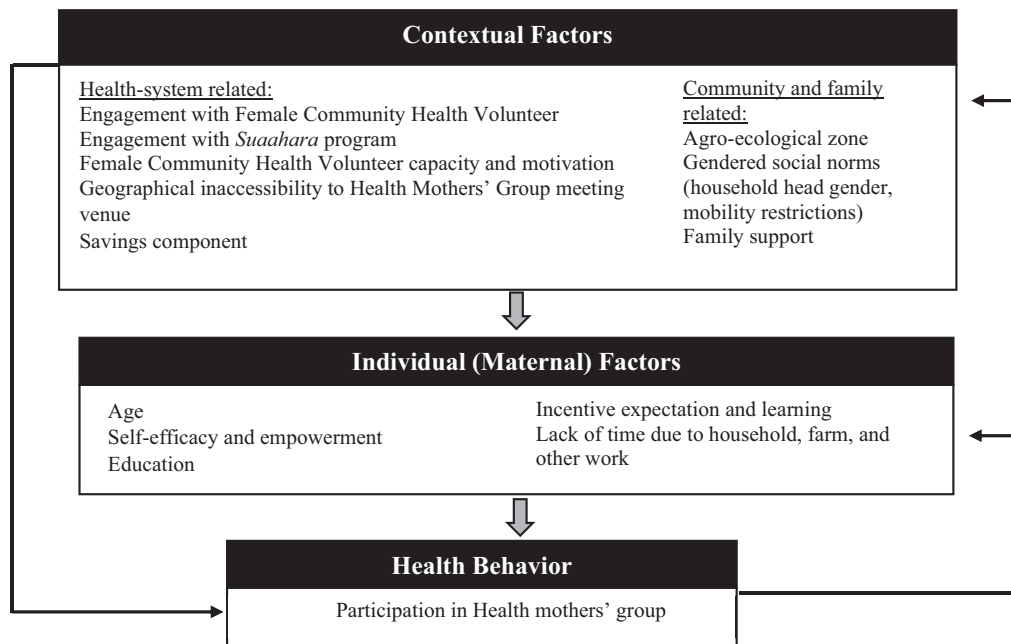 Contextual Factors
Health-system related:
Engagement with Female Community Health Volunteer
Engagement with Suaahara program
Female Community Health Volunteer capacity and motivation
Geographical inaccessibility to Health Mothers' Group meeting
venue
Savings component
Community and family
related:
Agro-ecological zone
Gendered social norms
(household head gender,
mobility restrictions)
Family support
Individual (Maternal) Factors
Age
Self-efficacy and empowerment
Education
Incentive expectation and learning
Lack of time due to household, farm, and
other work
Health Behavior
Participation in Health mothers' group